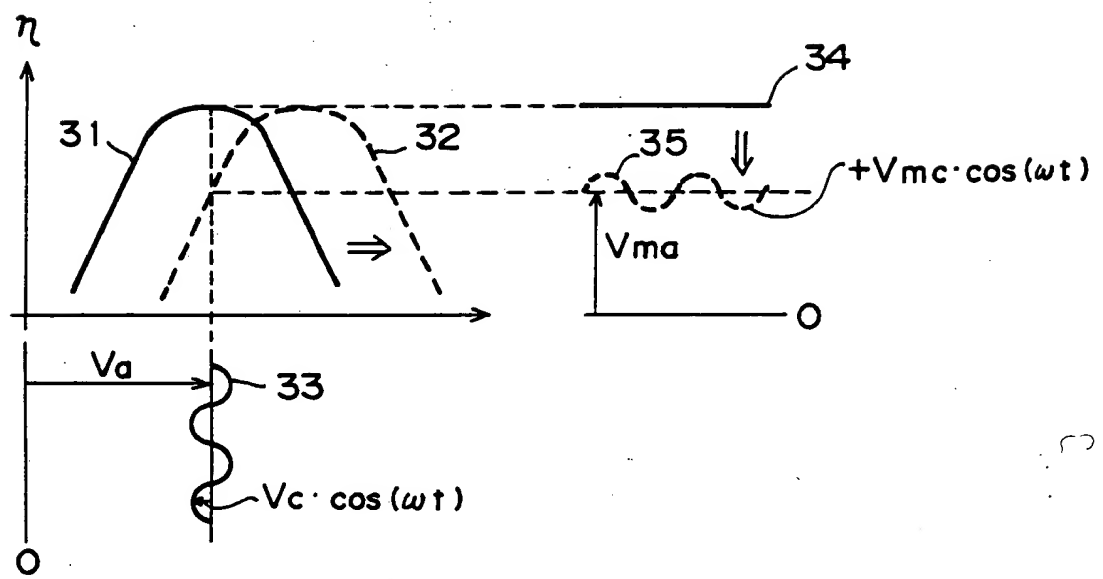 η
34
31
32
35
+Vmc·cos(ωt)
Vma
O
Va
33
Vc·cos(ωt)
O